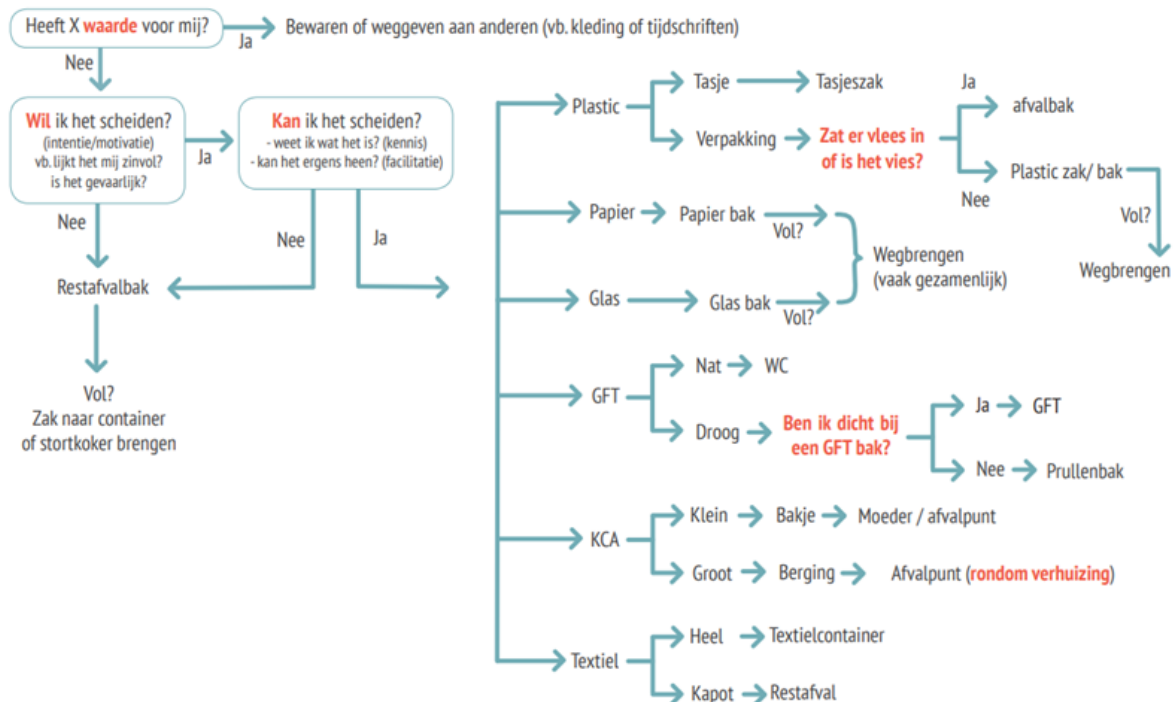 Heeft X waarde voor mij?
Ja
Bewaren of weggeven aan anderen (vb. kleding of tijdschriften)
Nee
Wil ik het scheiden?
(intentie/motivatie)
vb. lijkt het mij zinvol?
is het gevaarlijk?
Ja
Kan ik het scheiden?
- weet ik wat het is? (kennis)
- kan het ergens heen? (facilitatie)
Nee
Nee
Ja
Restafvalbak
Vol?
Zak naar container
of stortkoker brengen
Plastic
Tasje
Tasjeszak
Verpakking
Zat er vlees in
of is het vies?
Ja
afvalbak
Nee
Plastic zak/ bak
Vol?
Wegbrengen
Papier
Papier bak
Vol?
Glas
Glas bak
Vol?
Wegbrengen
(vaak gezamenlijk)
GFT
Nat
WC
Droog
Ben ik dicht bij
een GFT bak?
Ja
GFT
Nee
Prullenbak
KCA
Klein
Bakje
Moeder / afvalpunt
Groot
Berging
Afvalpunt (rondom verhuizing)
Textiel
Heel
Textielcontainer
Kapot
Restafval